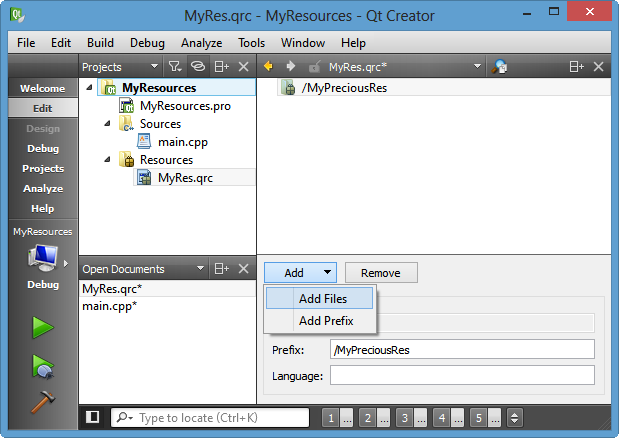 MyRes.qrc - MyResources - Qt Creator
File Edit Build Debug Analyze Tools Window Help
Projects
MyRes.qrc*
Welcome
Edit
Design
Debug
Projects
Analyze
Help
MyResources
Debug
MyResources
MyResources.pro
Sources
main.cpp
Resources
MyRes.qrc
/MyPreciousRes
Open Documents
MyRes.qrc*
main.cpp*
Add Remove
Add Files
Add Prefix
Prefix: /MyPreciousRes
Language:
Type to locate (Ctrl+K) 1 ... 2 ... 3 ... 4 ... 5 ...